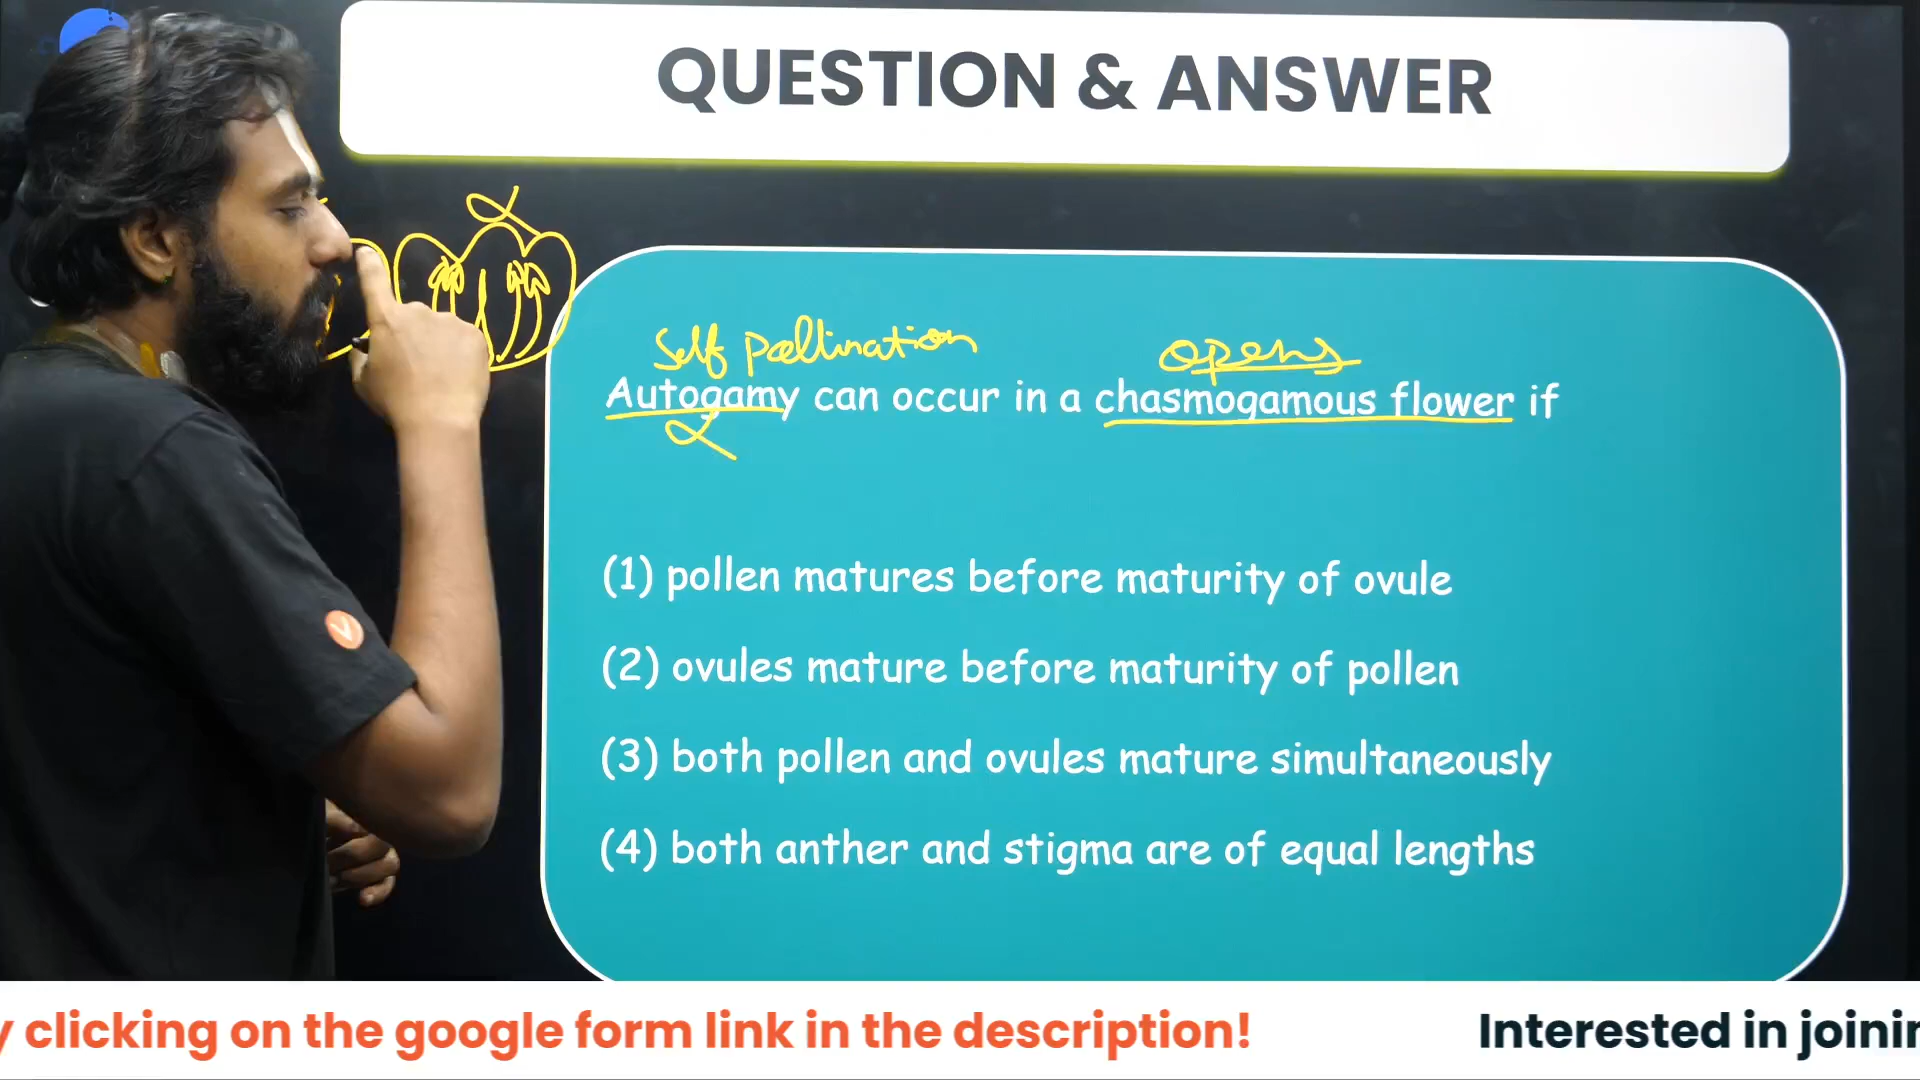 QUESTION & ANSWER
Self Pollination
opens
Autogamy can occur in a chasmogamous flower if
(1) pollen matures before maturity of ovule
(2) ovules mature before maturity of pollen
(3) both pollen and ovules mature simultaneously
(4) both anther and stigma are of equal lengths
clicking on the google form link in the description!
Interested in